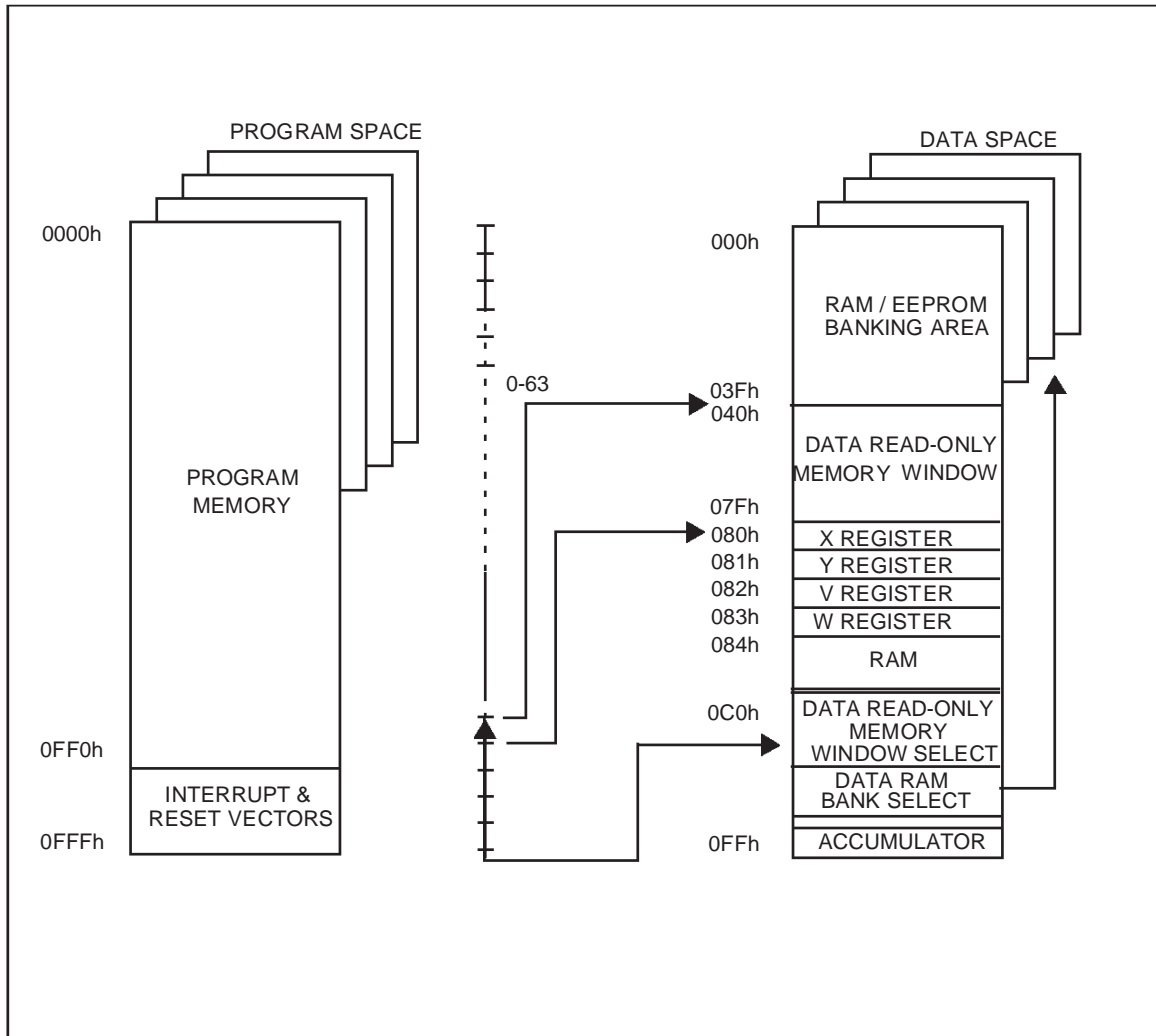 PROGRAM SPACE
0000h
PROGRAM
MEMORY
0FF0h
INTERRUPT &
RESET VECTORS
0FFFh
0-63
DATA SPACE
000h
RAM / EEPROM
BANKING AREA
03Fh
040h
DATA READ-ONLY
MEMORY WINDOW
07Fh
080h
X REGISTER
081h
Y REGISTER
082h
V REGISTER
083h
W REGISTER
084h
RAM
0C0h
DATA READ-ONLY
MEMORY
WINDOW SELECT
DATA RAM
BANK SELECT
0FFh
ACCUMULATOR